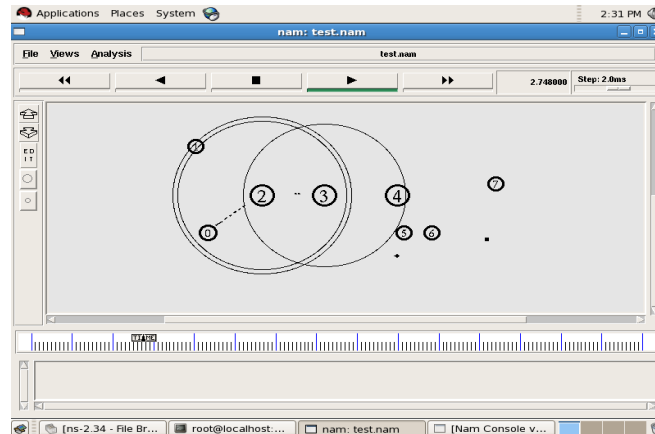 Applications Places System 2:31 PM
nam: test.nam
File Views Analysis test.nam
2.748000 Step: 2.0ms
E D
I T
1
7
2 3 4
0 5 6
TIME
[ns-2.34 - File Br... root@localhost:... nam: test.nam [Nam Console v...